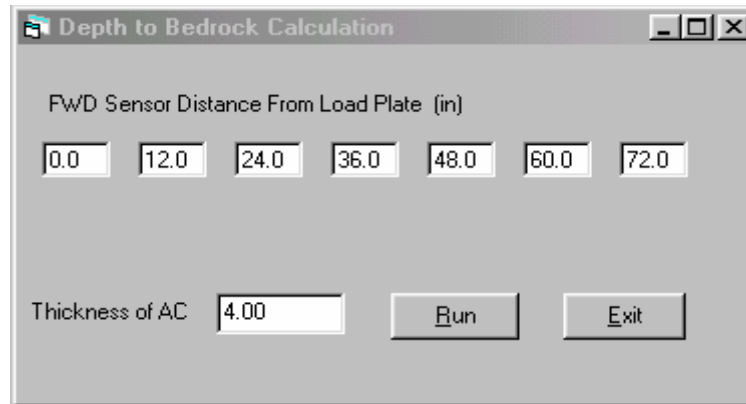 Depth to Bedrock Calculation
FWD Sensor Distance From Load Plate (in)
0.0 12.0 24.0 36.0 48.0 60.0 72.0
Thickness of AC 4.00 Run Exit